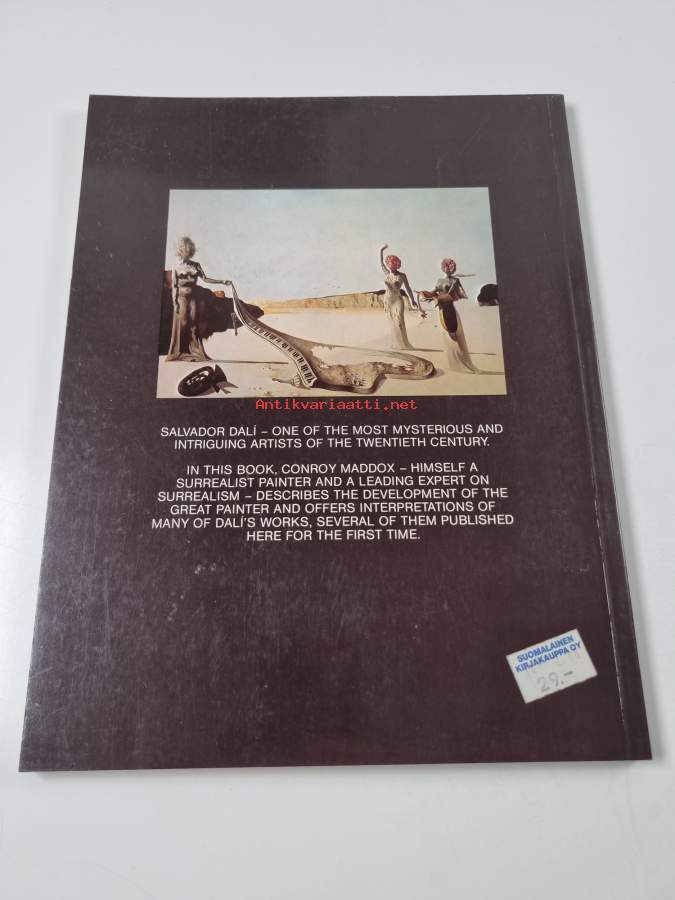 Antikvariaatti.net
SALVADOR DALÍ – ONE OF THE MOST MYSTERIOUS AND
INTRIGUING ARTISTS OF THE TWENTIETH CENTURY.
IN THIS BOOK, CONROY MADDOX – HIMSELF A
SURREALIST PAINTER AND A LEADING EXPERT ON
SURREALISM – DESCRIBES THE DEVELOPMENT OF THE
GREAT PAINTER AND OFFERS INTERPRETATIONS OF
MANY OF DALÍ'S WORKS, SEVERAL OF THEM PUBLISHED
HERE FOR THE FIRST TIME.
SUOMALAINEN
KIRJAKAUPPA OY
29.–